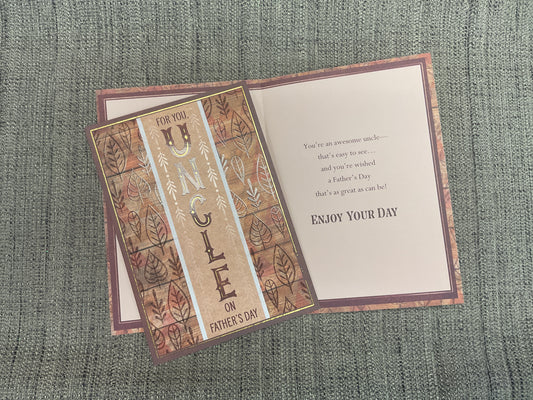 FOR YOU,
UNCLE
ON
FATHER'S DAY
You're an awesome uncle—
that's easy to see…
and you're wished
a Father's Day
that's as great as can be!
ENJOY YOUR DAY